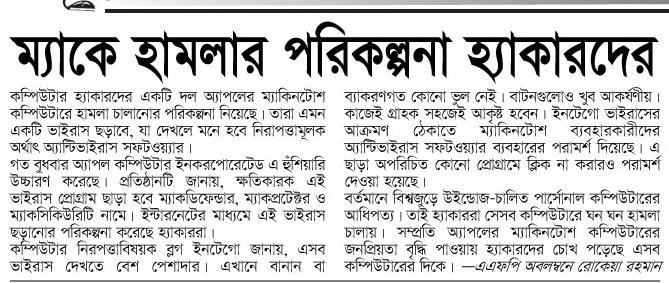 ম্যাকে হামলার পরিকল্পনা হ্যাকারদের
কম্পিউটার হ্যাকারদের একটি দল অ্যাপলের ম্যাকিনটোশ
কম্পিউটারে হামলা চালানোর পরিকল্পনা নিয়েছে। তারা এমন
একটি ভাইরাস ছড়াবে, যা দেখলে মনে হবে নিরাপত্তামূলক
অর্থাৎ অ্যান্টিভাইরাস সফটওয়্যার।
গত বুধবার অ্যাপল কম্পিউটার ইনকরপোরেটেড এ হুঁশিয়ারি
উচ্চারণ করেছে। প্রতিষ্ঠানটি জানায়, ক্ষতিকারক এই
ভাইরাস প্রোগ্রাম ছাড়া হবে ম্যাকডিফেন্ডার, ম্যাকপ্রটেক্টর ও
ম্যাকসিকিউরিটি নামে। ইন্টারনেটের মাধ্যমে এই ভাইরাস
ছড়ানোর পরিকল্পনা করেছে হ্যাকাররা।
কম্পিউটার নিরাপত্তাবিষয়ক ব্লগ ইনটেগো জানায়, এসব
ভাইরাস দেখতে বেশ পেশাদার। এখানে বানান বা
ব্যাকরণগত কোনো ভুল নেই। বাটনগুলোও খুব আকর্ষণীয়।
কাজেই গ্রাহক সহজেই আকৃষ্ট হবেন। ইনটেগো ভাইরাসের
আক্রমণ ঠেকাতে ম্যাকিনটোশ ব্যবহারকারীদের
অ্যান্টিভাইরাস সফটওয়্যার ব্যবহারের পরামর্শ দিয়েছে। এ
ছাড়া অপরিচিত কোনো প্রোগ্রামে ক্লিক না করারও পরামর্শ
দেওয়া হয়েছে।
বর্তমানে বিশ্বজুড়ে উইন্ডোজ-চালিত পার্সোনাল কম্পিউটারের
আধিপত্য। তাই হ্যাকাররা সেসব কম্পিউটারে ঘন ঘন হামলা
চালায়। সম্প্রতি অ্যাপলের ম্যাকিনটোশ কম্পিউটারের
জনপ্রিয়তা বৃদ্ধি পাওয়ায় হ্যাকারদের চোখ পড়েছে এসব
কম্পিউটারের দিকে। —এএফপি অবলম্বনে রোকেয়া রহমান